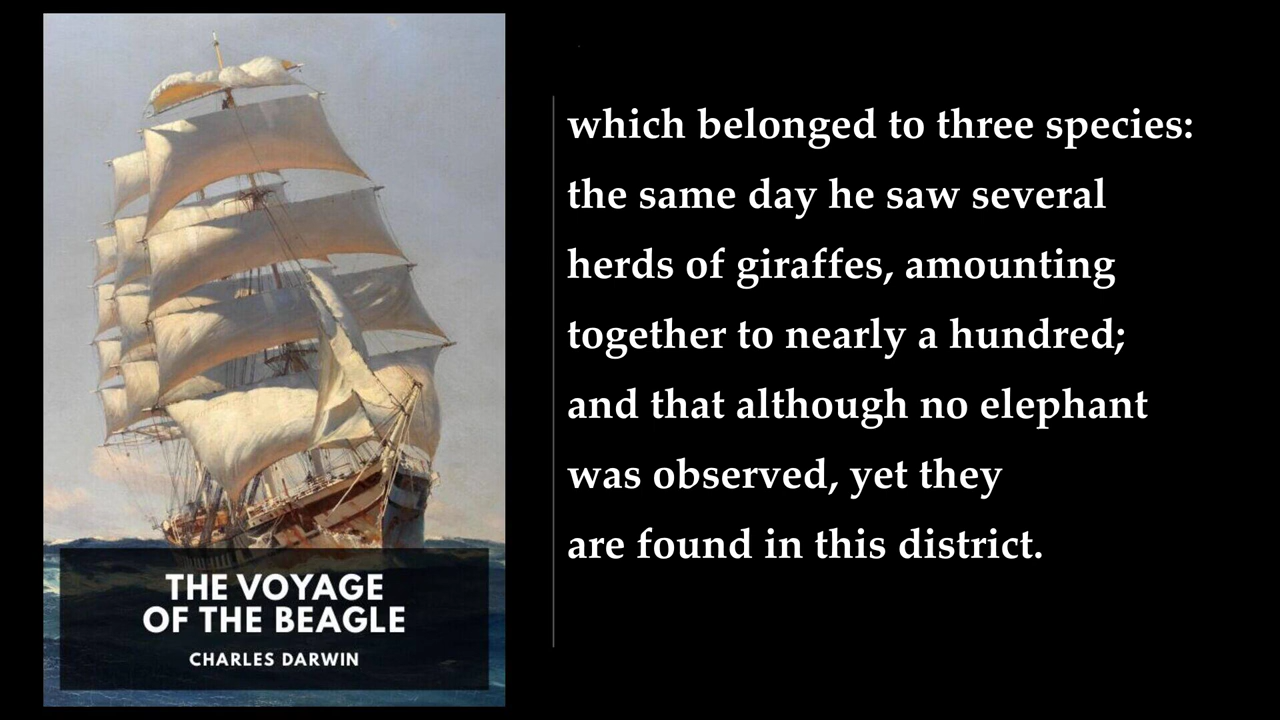 THE VOYAGE
OF THE BEAGLE
CHARLES DARWIN
which belonged to three species:
the same day he saw several
herds of giraffes, amounting
together to nearly a hundred;
and that although no elephant
was observed, yet they
are found in this district.